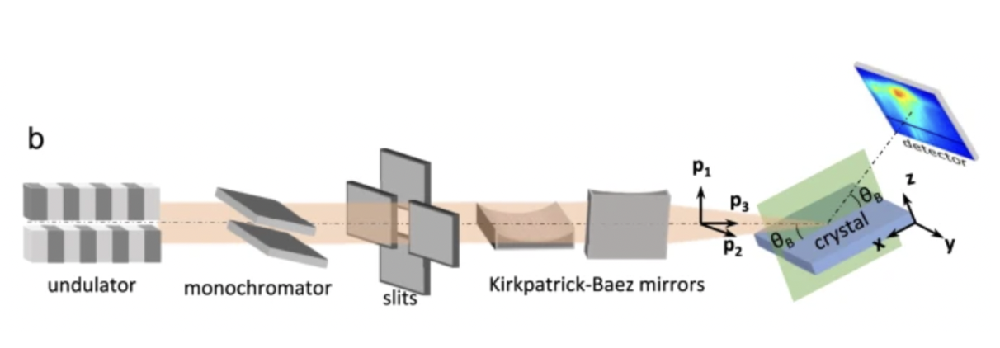 b
undulator
monochromator
slits
Kirkpatrick-Baez mirrors
p₁
p₃
p₂
θB
θB
crystal
x
y
z
detector